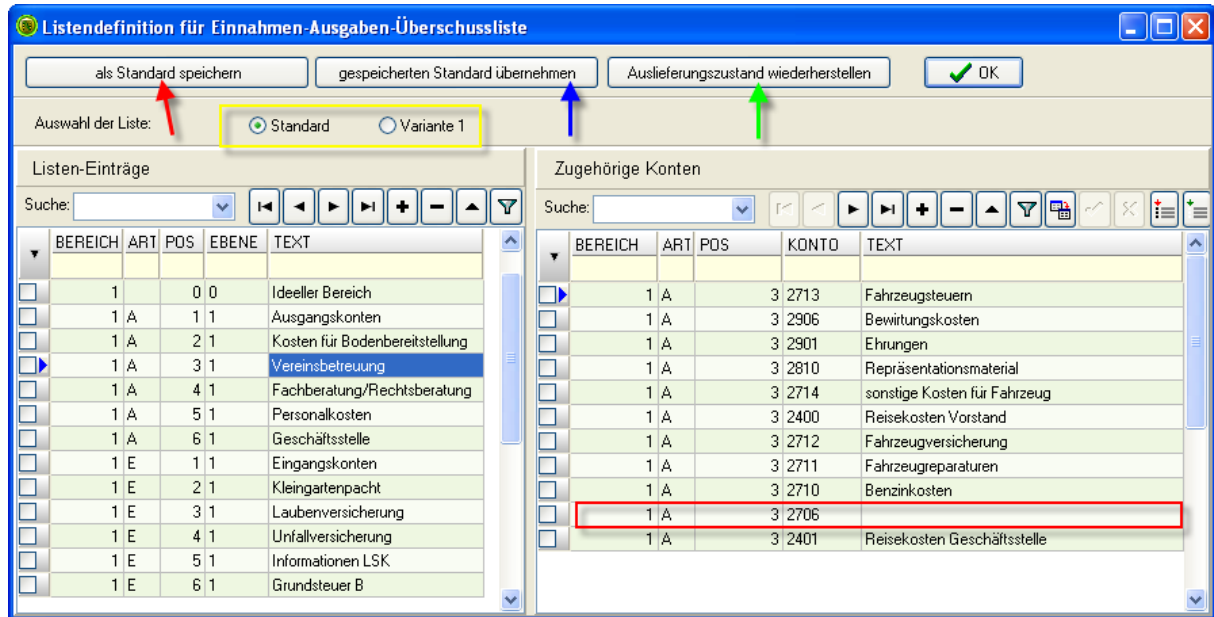 Listendefinition für Einnahmen-Ausgaben-Überschussliste
als Standard speichern gespeicherten Standard übernehmen Auslieferungszustand wiederherstellen OK
Auswahl der Liste: Standard Variante 1
Listen-Einträge
Suche:
BEREICH ART POS EBENE TEXT
1 0 0 Ideeller Bereich
1 A 1 1 Ausgangskonten
1 A 2 1 Kosten für Bodenbereitstellung
1 A 3 1 Vereinsbetreuung
1 A 4 1 Fachberatung/Rechtsberatung
1 A 5 1 Personalkosten
1 A 6 1 Geschäftsstelle
1 E 1 1 Eingangskonten
1 E 2 1 Kleingartenpacht
1 E 3 1 Laubenversicherung
1 E 4 1 Unfallversicherung
1 E 5 1 Informationen LSK
1 E 6 1 Grundsteuer B
Zugehörige Konten
Suche:
BEREICH ART POS KONTO TEXT
1 A 3 2713 Fahrzeugsteuern
1 A 3 2906 Bewirtungskosten
1 A 3 2901 Ehrungen
1 A 3 2810 Repräsentationsmaterial
1 A 3 2714 sonstige Kosten für Fahrzeug
1 A 3 2400 Reisekosten Vorstand
1 A 3 2712 Fahrzeugversicherung
1 A 3 2711 Fahrzeugreparaturen
1 A 3 2710 Benzinkosten
1 A 3 2706
1 A 3 2401 Reisekosten Geschäftsstelle